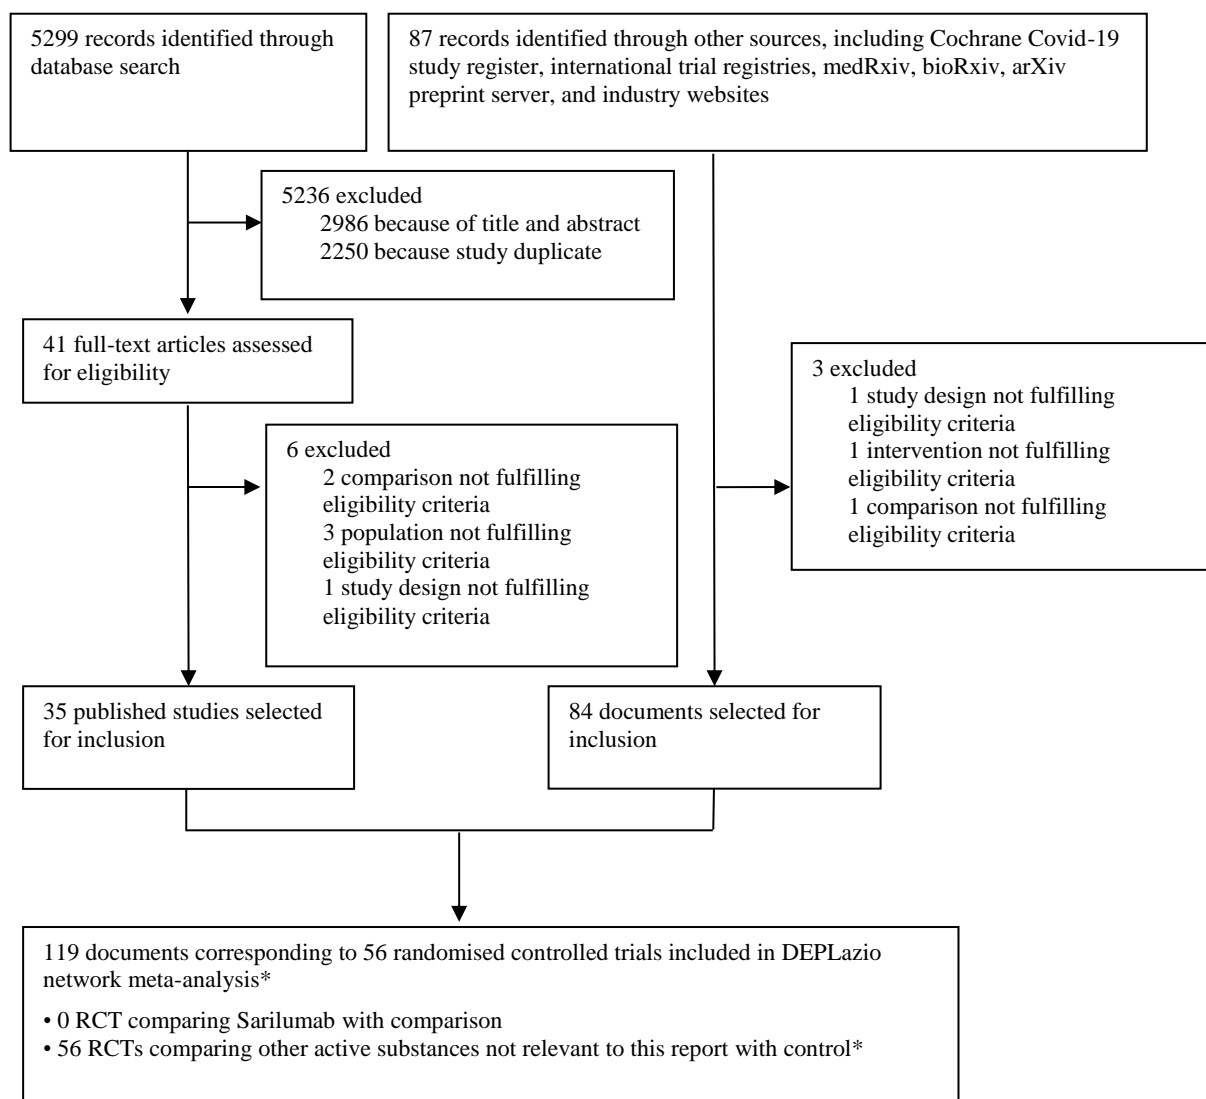 5299 records identified through
database search
87 records identified through other sources, including Cochrane Covid-19
study register, international trial registries, medRxiv, bioRxiv, arXiv
preprint server, and industry websites
5236 excluded
2986 because of title and abstract
2250 because study duplicate
41 full-text articles assessed
for eligibility
3 excluded
1 study design not fulfilling
eligibility criteria
1 intervention not fulfilling
eligibility criteria
1 comparison not fulfilling
eligibility criteria
6 excluded
2 comparison not fulfilling
eligibility criteria
3 population not fulfilling
eligibility criteria
1 study design not fulfilling
eligibility criteria
35 published studies selected
for inclusion
84 documents selected for
inclusion
119 documents corresponding to 56 randomised controlled trials included in DEPLazio
network meta-analysis*
• 0 RCT comparing Sarilumab with comparison
• 56 RCTs comparing other active substances not relevant to this report with control*